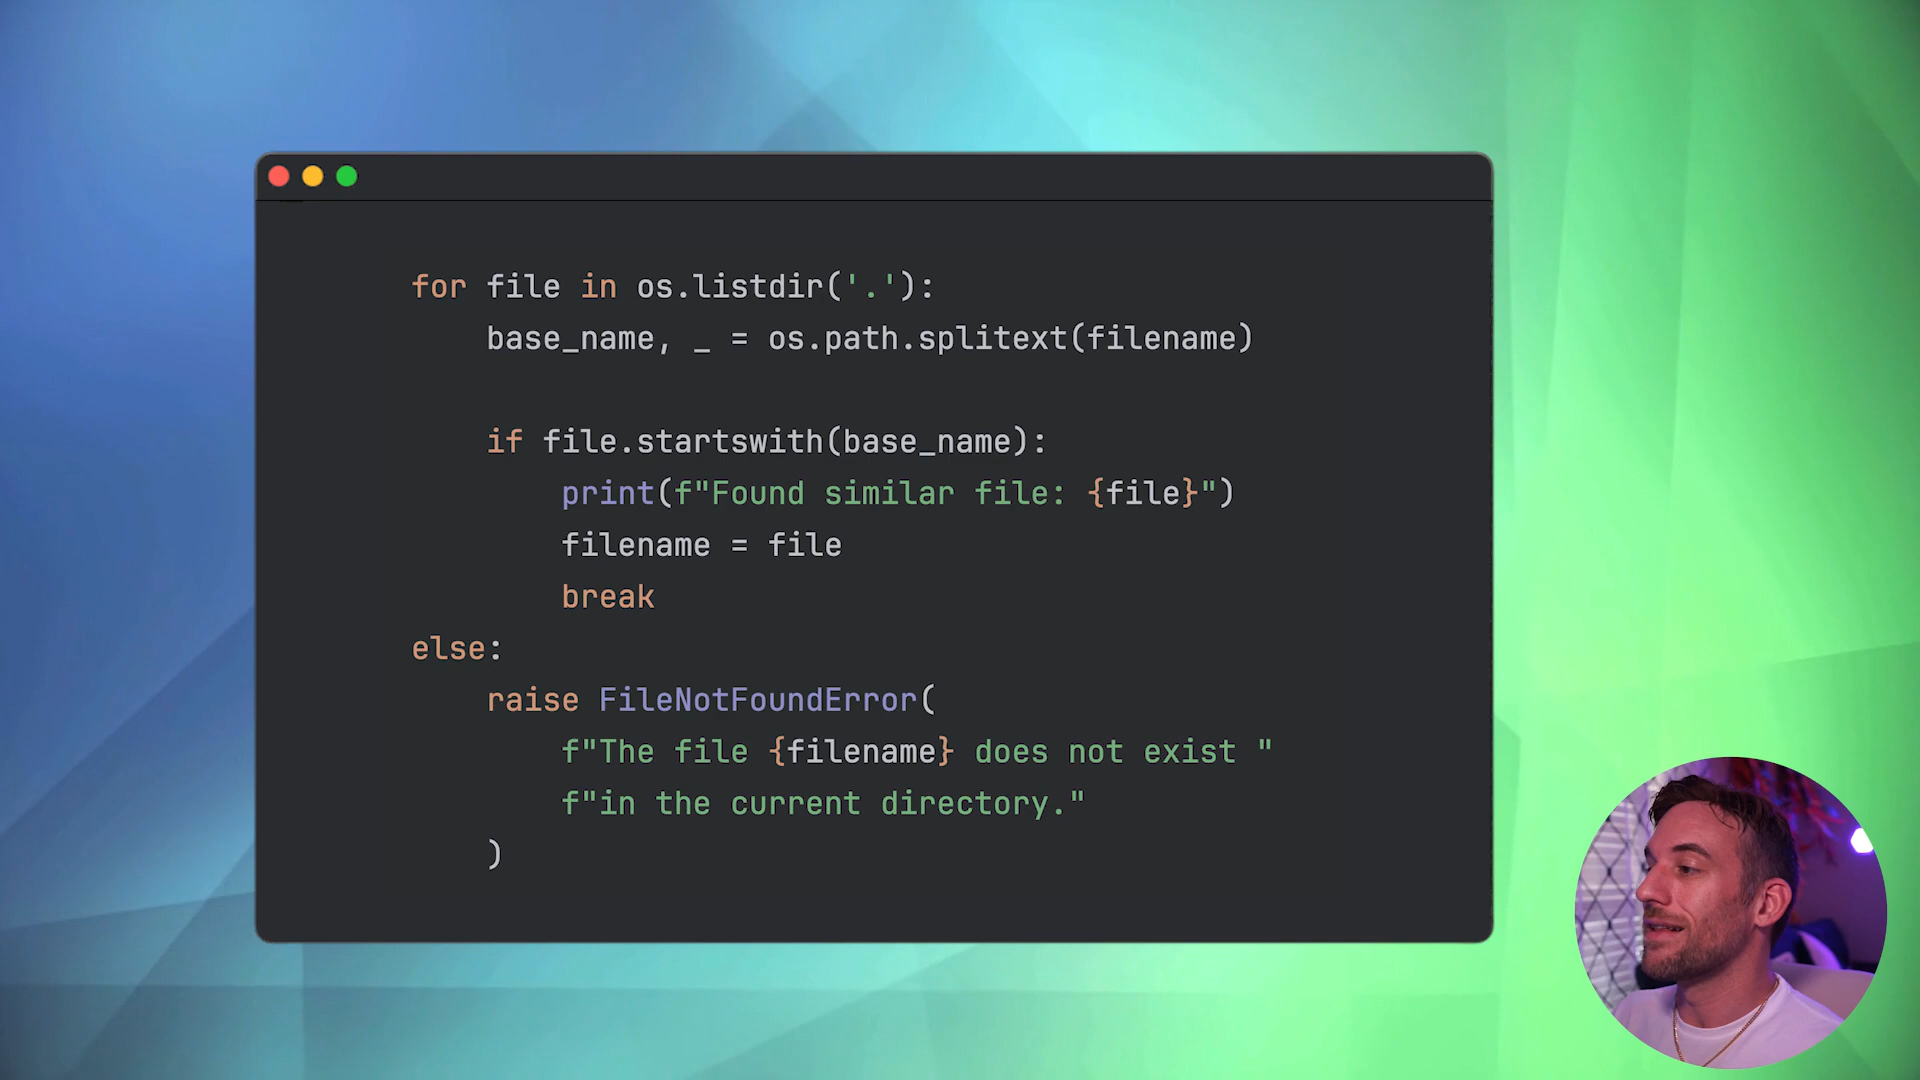 for file in os.listdir('.'):
base_name, _ = os.path.splitext(filename)
if file.startswith(base_name):
print(f"Found similar file: {file}")
filename = file
break
else:
raise FileNotFoundError(
f"The file {filename} does not exist "
f"in the current directory."
)